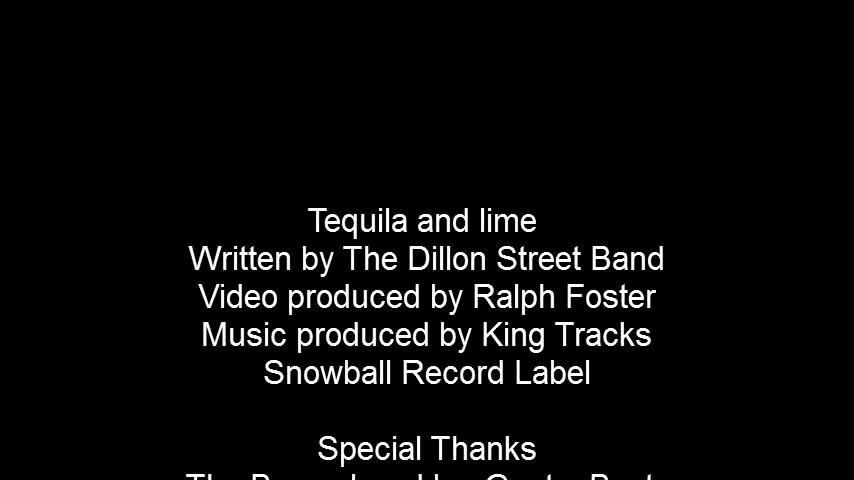 Tequila and lime
Written by The Dillon Street Band
Video produced by Ralph Foster
Music produced by King Tracks
Snowball Record Label
Special Thanks
The